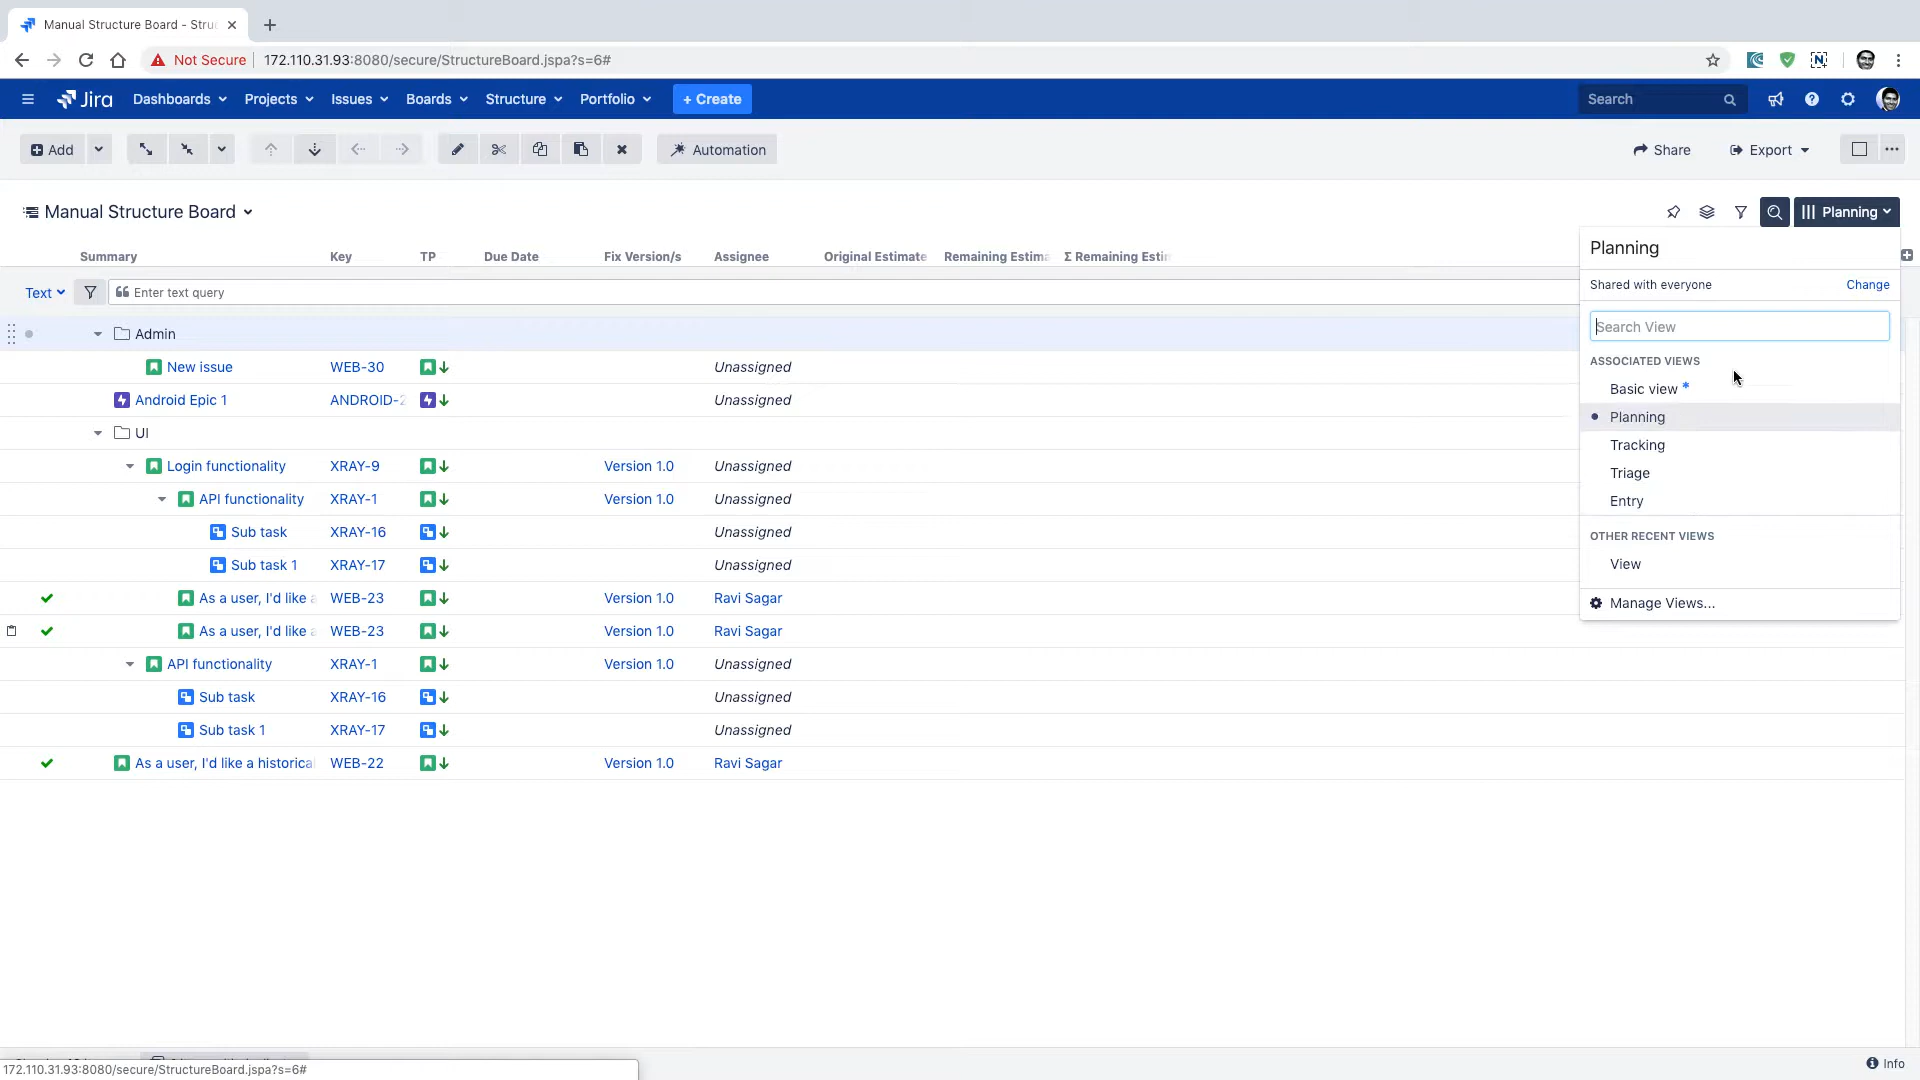 Manual Structure Board - Stru
Not Secure 172.110.31.93:8080/secure/StructureBoard.jspa?s=6#
Jira Dashboards Projects Issues Boards Structure Portfolio + Create Search
Add Automation Share Export
Manual Structure Board Planning
Summary Key TP Due Date Fix Version/s Assignee Original Estimate Remaining Estima Σ Remaining Estin
Text Enter text query
Admin
New issue WEB-30 Unassigned
Android Epic 1 ANDROID-2 Unassigned
UI
Login functionality XRAY-9 Version 1.0 Unassigned
API functionality XRAY-1 Version 1.0 Unassigned
Sub task XRAY-16 Unassigned
Sub task 1 XRAY-17 Unassigned
As a user, I'd like a WEB-23 Version 1.0 Ravi Sagar
As a user, I'd like a WEB-23 Version 1.0 Ravi Sagar
API functionality XRAY-1 Version 1.0 Unassigned
Sub task XRAY-16 Unassigned
Sub task 1 XRAY-17 Unassigned
As a user, I'd like a historical WEB-22 Version 1.0 Ravi Sagar
Planning
Shared with everyone Change
Search View
ASSOCIATED VIEWS
Basic view *
Planning
Tracking
Triage
Entry
OTHER RECENT VIEWS
View
Manage Views...
172.110.31.93:8080/secure/StructureBoard.jspa?s=6#
Info